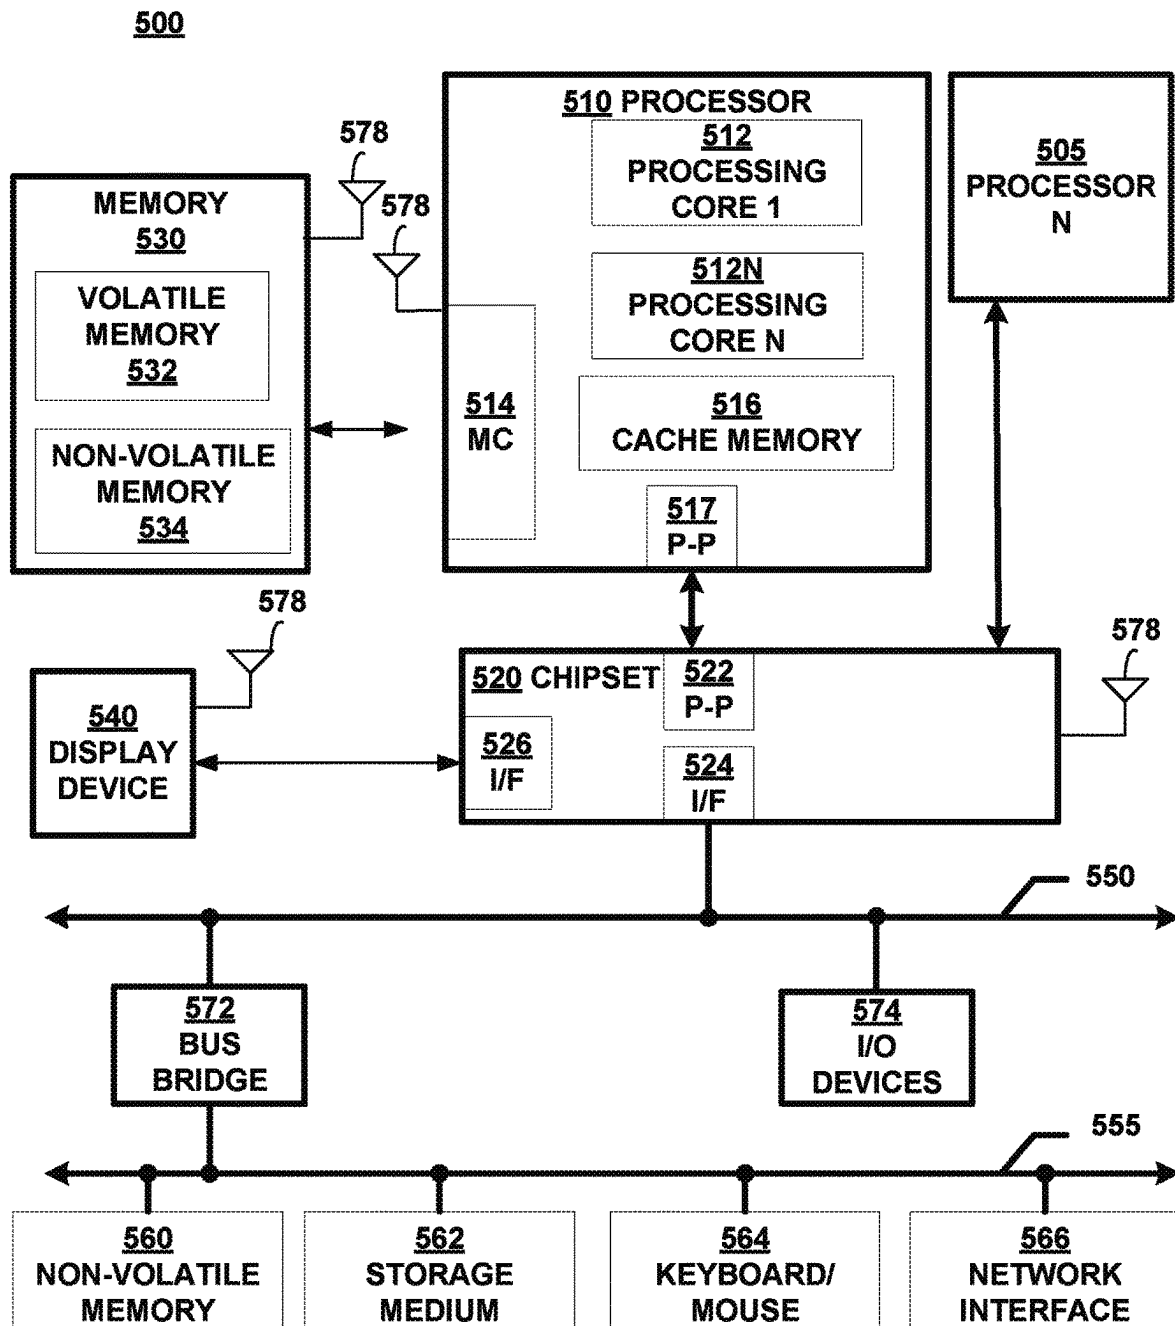 500
510 PROCESSOR
512
PROCESSING
CORE 1
512N
PROCESSING
CORE N
514
MC
516
CACHE MEMORY
517
P-P
505
PROCESSOR
N
578
578
MEMORY
530
VOLATILE
MEMORY
532
NON-VOLATILE
MEMORY
534
578
540
DISPLAY
DEVICE
520 CHIPSET
522
P-P
526
I/F
524
I/F
578
550
572
BUS
BRIDGE
574
I/O
DEVICES
555
560
NON-VOLATILE
MEMORY
562
STORAGE
MEDIUM
564
KEYBOARD/
MOUSE
566
NETWORK
INTERFACE